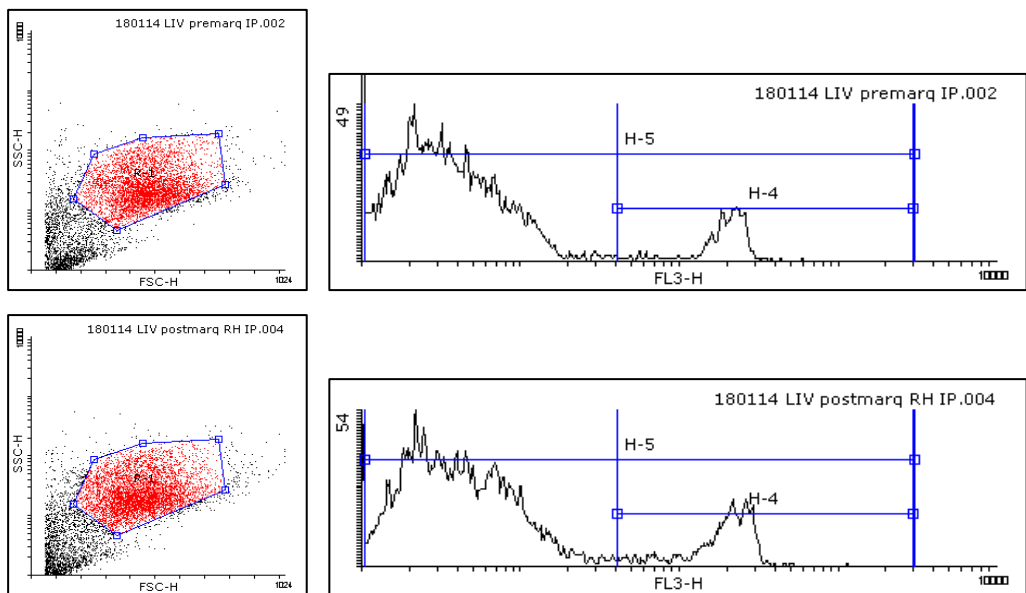 180114 LIV premarq IP.002
SSC-H
R-1
FSC-H
1024
180114 LIV premarq IP.002
49
H-5
H-4
FL3-H
10000
180114 LIV postmarq RH IP.004
SSC-H
R-1
FSC-H
1024
180114 LIV postmarq RH IP.004
54
H-5
H-4
FL3-H
10000